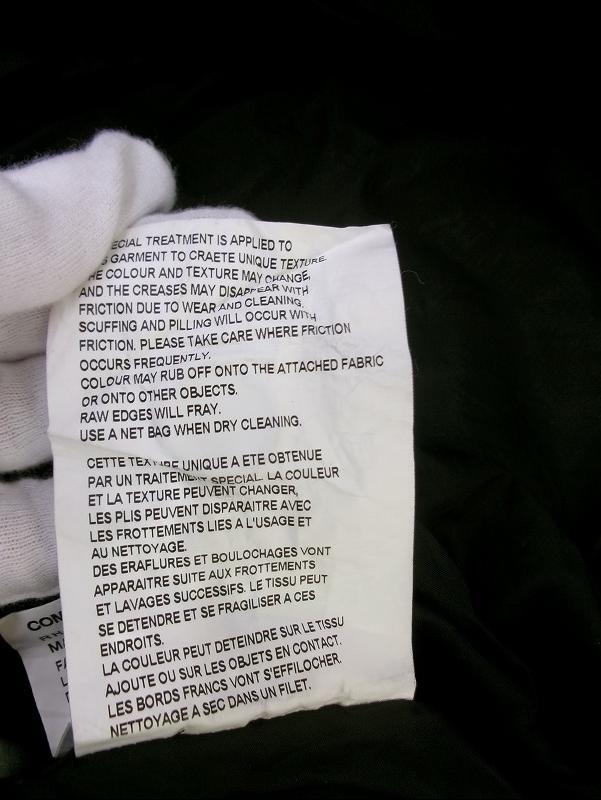 ECIAL TREATMENT IS APPLIED TO
S GARMENT TO CRAETE UNIQUE TEXTURE.
HE COLOUR AND TEXTURE MAY CHANGE,
AND THE CREASES MAY DISAPPEAR WITH
FRICTION DUE TO WEAR AND CLEANING.
SCUFFING AND PILLING WILL OCCUR WITH
FRICTION. PLEASE TAKE CARE WHERE FRICTION
OCCURS FREQUENTLY.
COLOUR MAY RUB OFF ONTO THE ATTACHED FABRIC
OR ONTO OTHER OBJECTS.
RAW EDGES WILL FRAY.
USE A NET BAG WHEN DRY CLEANING.
CETTE TEXTURE UNIQUE A ETE OBTENUE
PAR UN TRAITEMENT SPECIAL. LA COULEUR
ET LA TEXTURE PEUVENT CHANGER,
LES PLIS PEUVENT DISPARAITRE AVEC
LES FROTTEMENTS LIES A L'USAGE ET
AU NETTOYAGE.
DES ERAFLURES ET BOULOCHAGES VONT
APPARAITRE SUITE AUX FROTTEMENTS
ET LAVAGES SUCCESSIFS. LE TISSU PEUT
SE DETENDRE ET SE FRAGILISER A CES
ENDROITS.
LA COULEUR PEUT DETEINDRE SUR LE TISSU
AJOUTE OU SUR LES OBJETS EN CONTACT.
LES BORDS FRANCS VONT S'EFFILOCHER.
NETTOYAGE A SEC DANS UN FILET.
COM